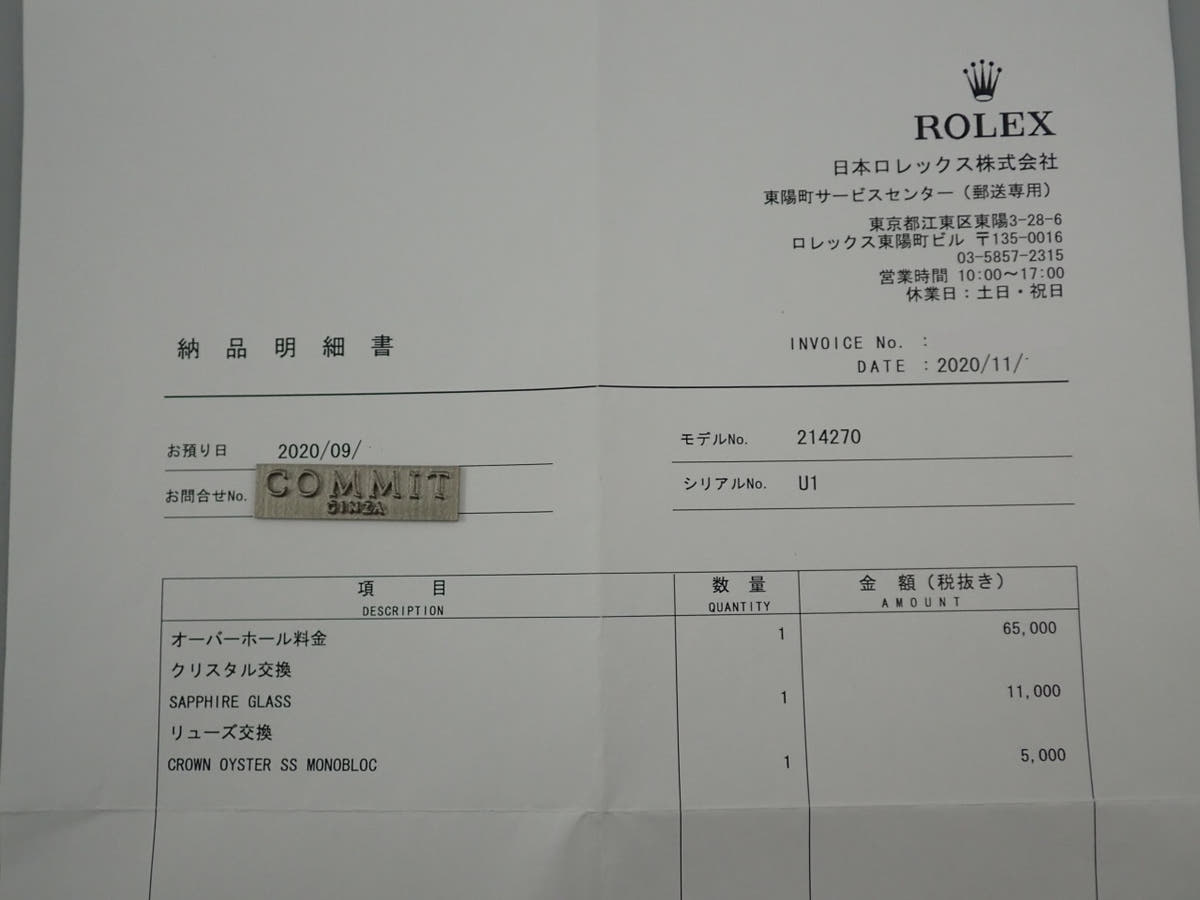 ROLEX
日本ロレックス株式会社
東陽町サービスセンター（郵送専用）
東京都江東区東陽3-28-6
ロレックス東陽町ビル 〒135-0016
03-5857-2315
営業時間 10:00～17:00
休業日：土日・祝日
納品明細書
INVOICE No. :
DATE : 2020/11/
お預り日 2020/09/
モデルNo. 214270
お問合せNo.
COMMIT
GINZA
シリアルNo. U1
項目 数量 金額（税抜き）
DESCRIPTION QUANTITY AMOUNT
オーバーホール料金 1 65,000
クリスタル交換
SAPPHIRE GLASS 1 11,000
リューズ交換
CROWN OYSTER SS MONOBLOC 1 5,000